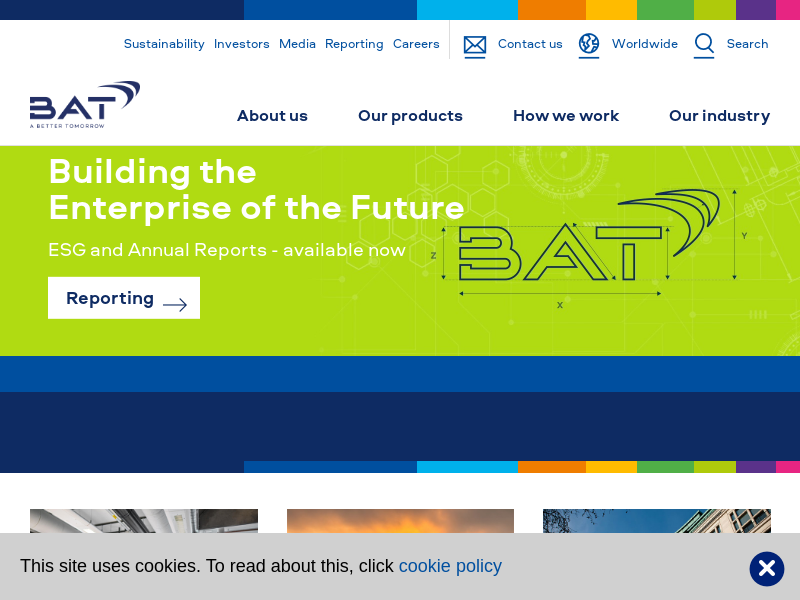 Sustainability Investors Media Reporting Careers Contact us Worldwide Search
BAT
A BETTER TOMORROW
About us Our products How we work Our industry
Building the
Enterprise of the Future
ESG and Annual Reports - available now
Reporting
BAT
Z
Y
X
This site uses cookies. To read about this, click cookie policy